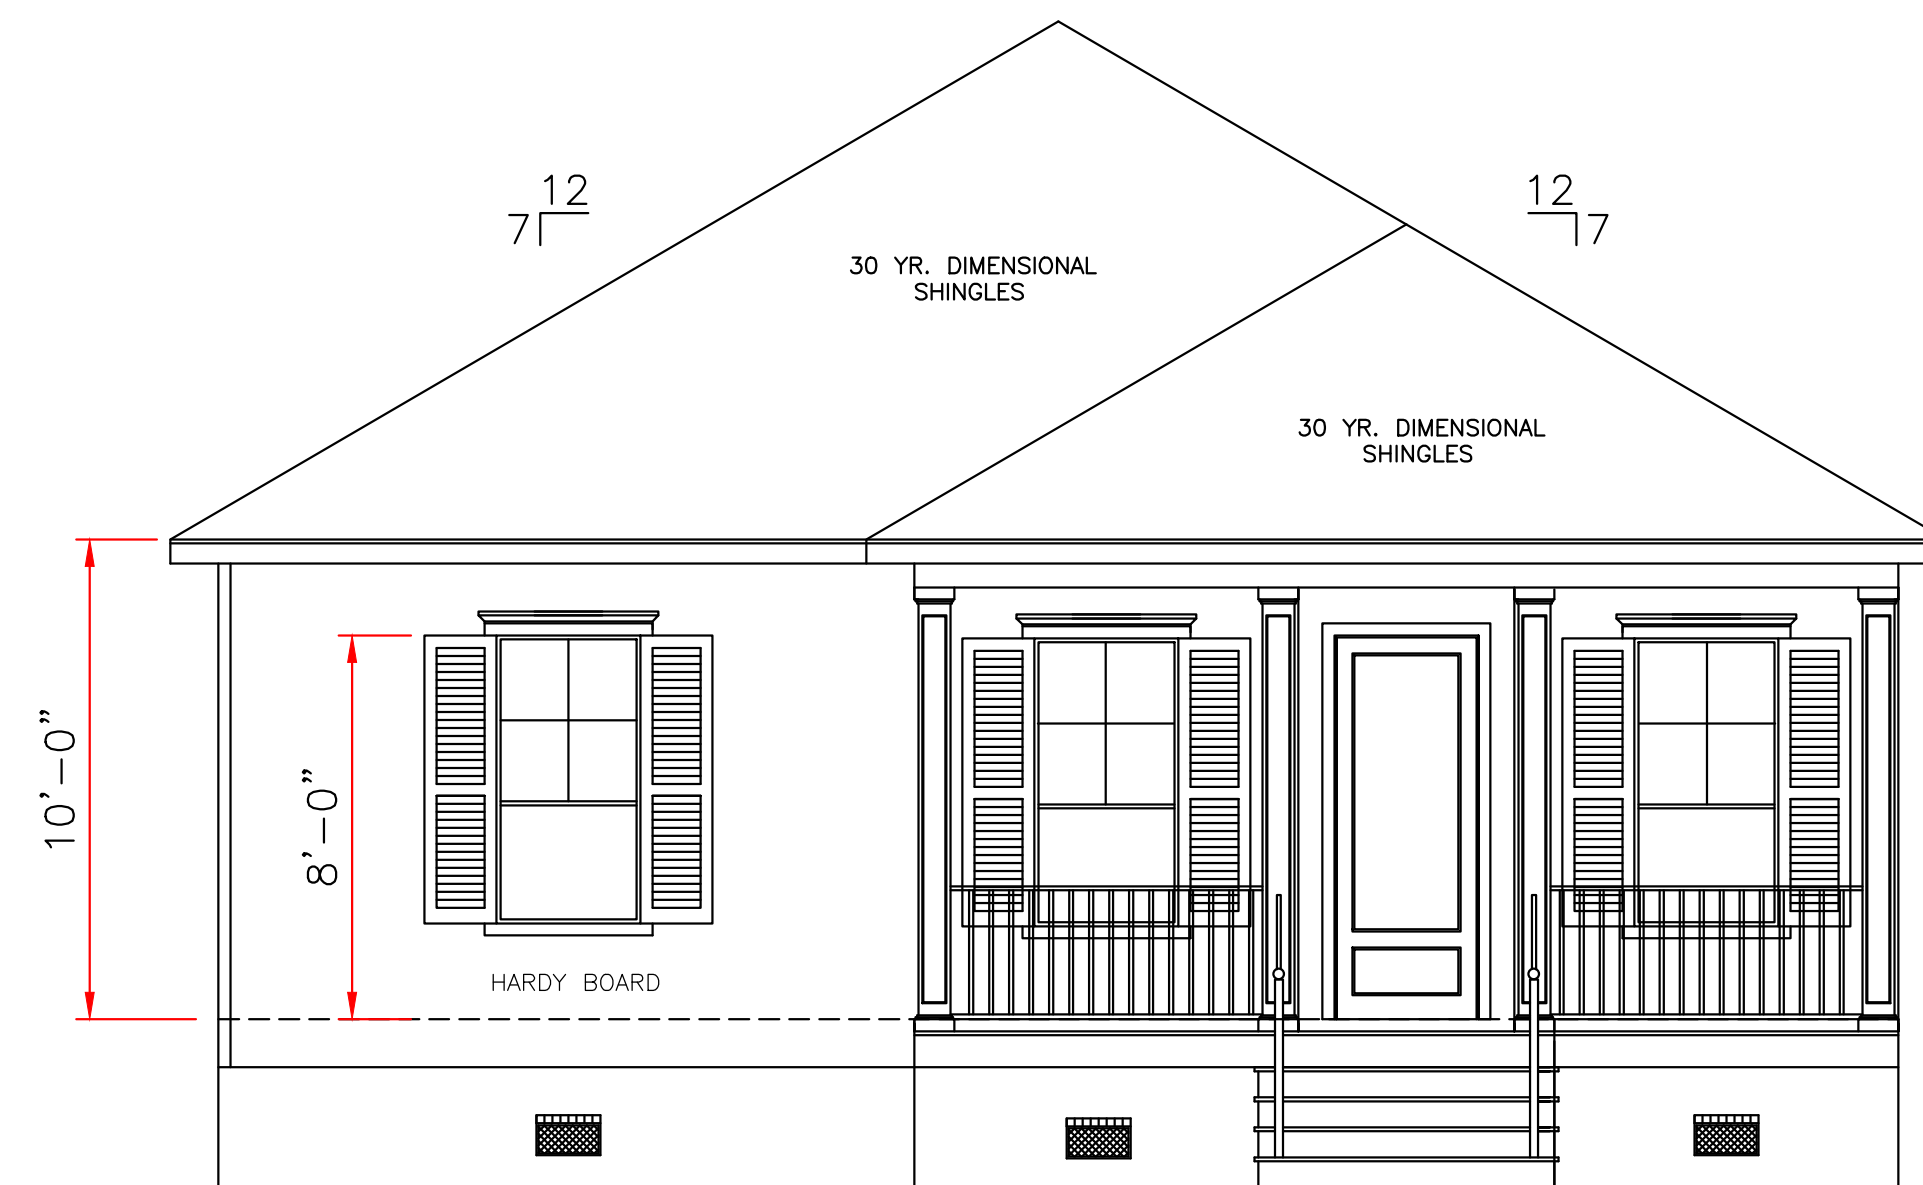 12
7
12
7
30 YR. DIMENSIONAL
SHINGLES
30 YR. DIMENSIONAL
SHINGLES
10'-0"
8'-0"
HARDY BOARD